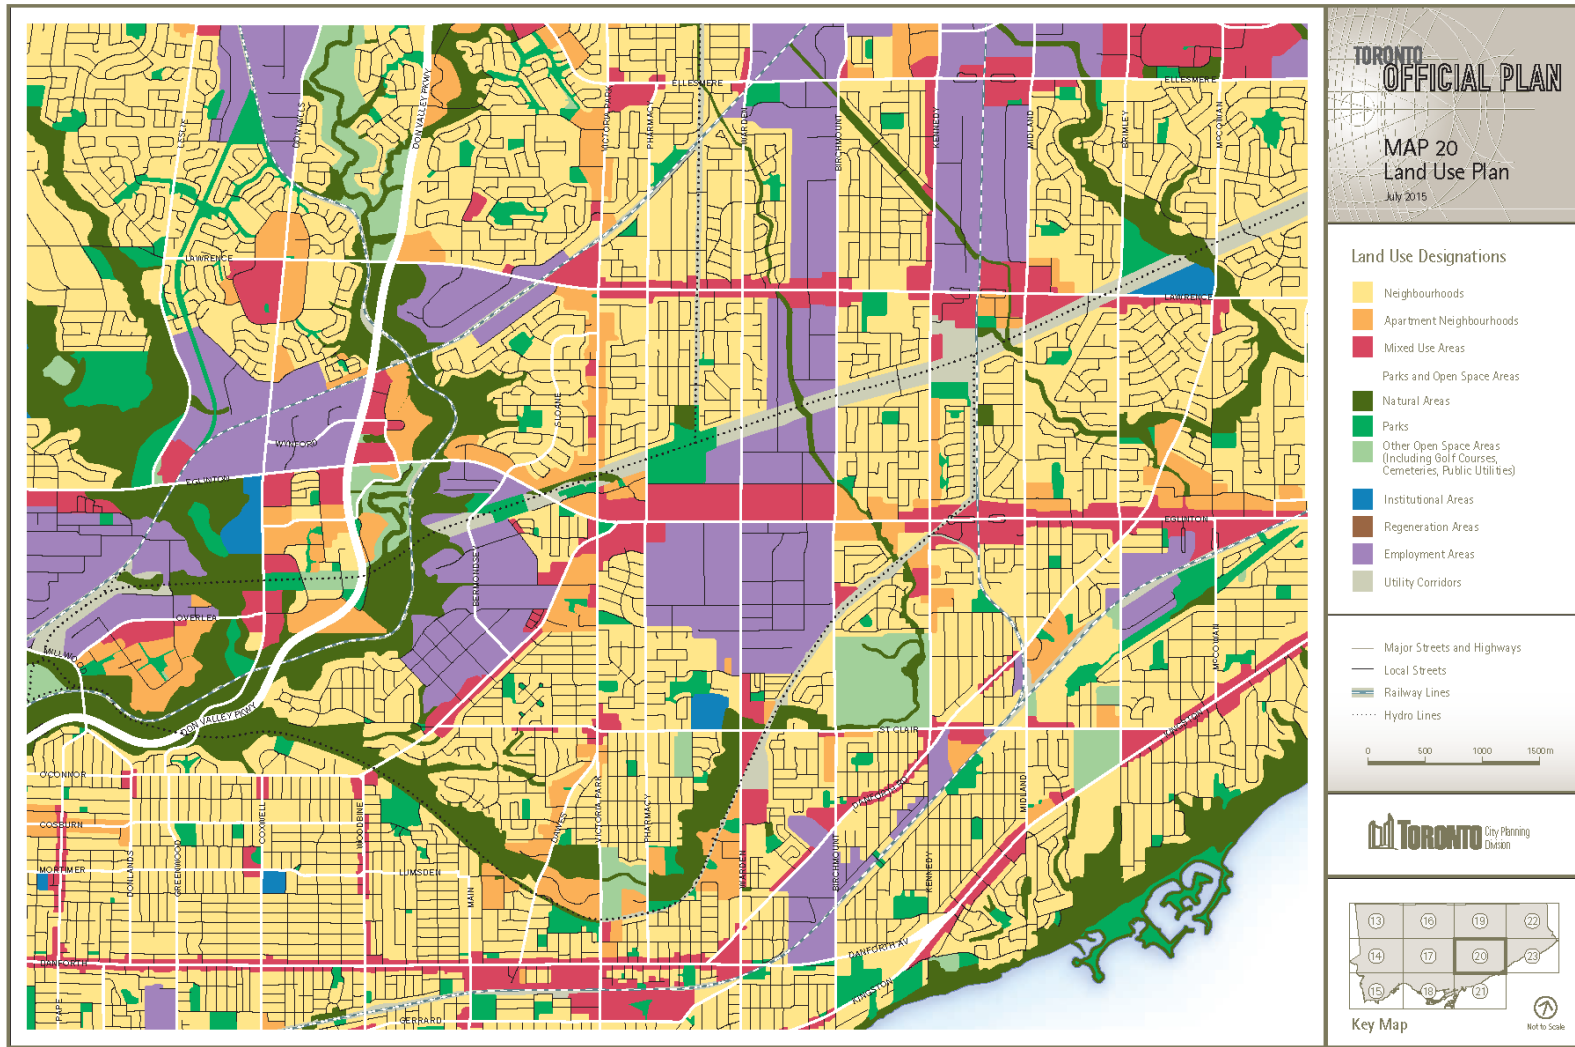 TORONTO
OFFICIAL PLAN
MAP 20
Land Use Plan
July 2015
Land Use Designations
Neighbourhoods
Apartment Neighbourhoods
Mixed Use Areas
Parks and Open Space Areas
Natural Areas
Parks
Other Open Space Areas
(Including Golf Courses,
Cemeteries, Public Utilities)
Institutional Areas
Regeneration Areas
Employment Areas
Utility Corridors
Major Streets and Highways
Local Streets
Railway Lines
Hydro Lines
0 500 1000 1500m
TORONTO City Planning
Division
13 16 19 22
14 17 20 23
15 18 21
Key Map
Not to Scale
ELLESMERE
ELLESMERE
LESLIE
DON MILLS
DON VALLEY PKWY
VICTORIA PARK
PHARMACY
WARDEN
BIRCHMOUNT
KENNEDY
MIDLAND
BRIMLEY
McCOWAN
LAWRENCE
LAWRENCE
SLOANE
WYNFORD
EGLINTON
EGLINTON
BERMONDSEY
OVERLEA
MILLWOOD
DON VALLEY PKWY
McCOWAN
KINGSTON
ST CLAIR
O'CONNOR
COSBURN
MORTIMER
DONLANDS
GREENWOOD
COXWELL
WOODBINE
LUMSDEN
MAIN
DAWES
VICTORIA PARK
PHARMACY
WARDEN
BIRCHMOUNT
DANFORTH RD
KENNEDY
MIDLAND
DANFORTH
DANFORTH AV
KINGSTON
PAPE
GERRARD